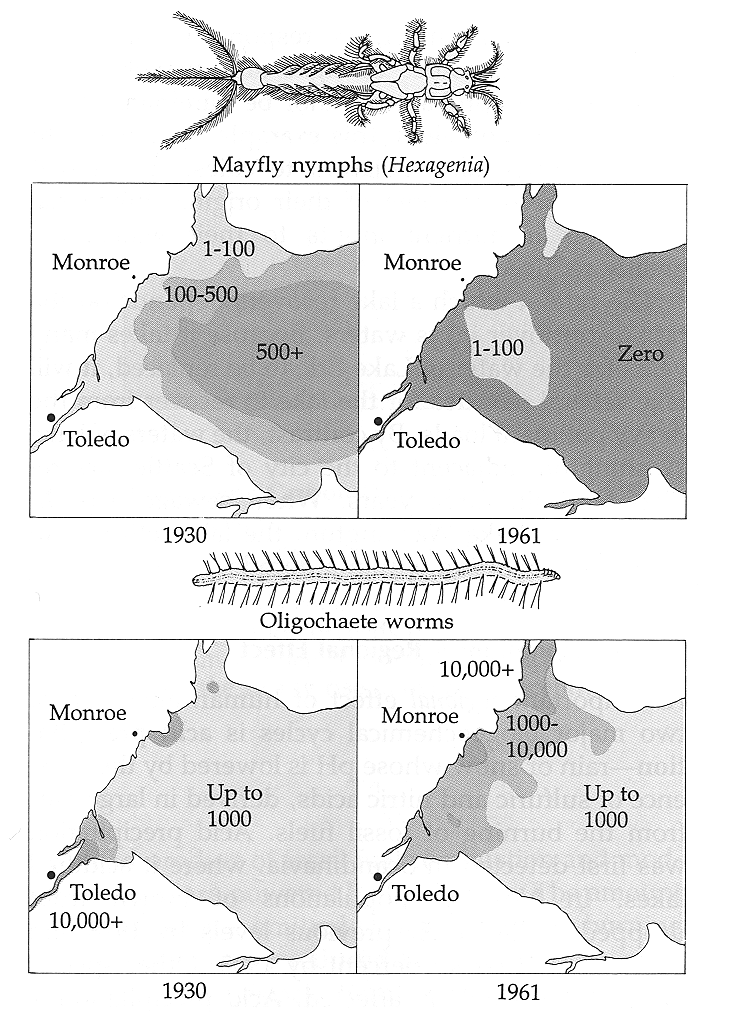 Mayfly nymphs (Hexagenia)
Monroe
1-100
100-500
500+
Toledo
1930
Monroe
1-100
Zero
Toledo
1961
Oligochaete worms
Monroe
Up to
1000
Toledo
10,000+
1930
10,000+
Monroe
1000-
10,000
Up to
1000
Toledo
1961